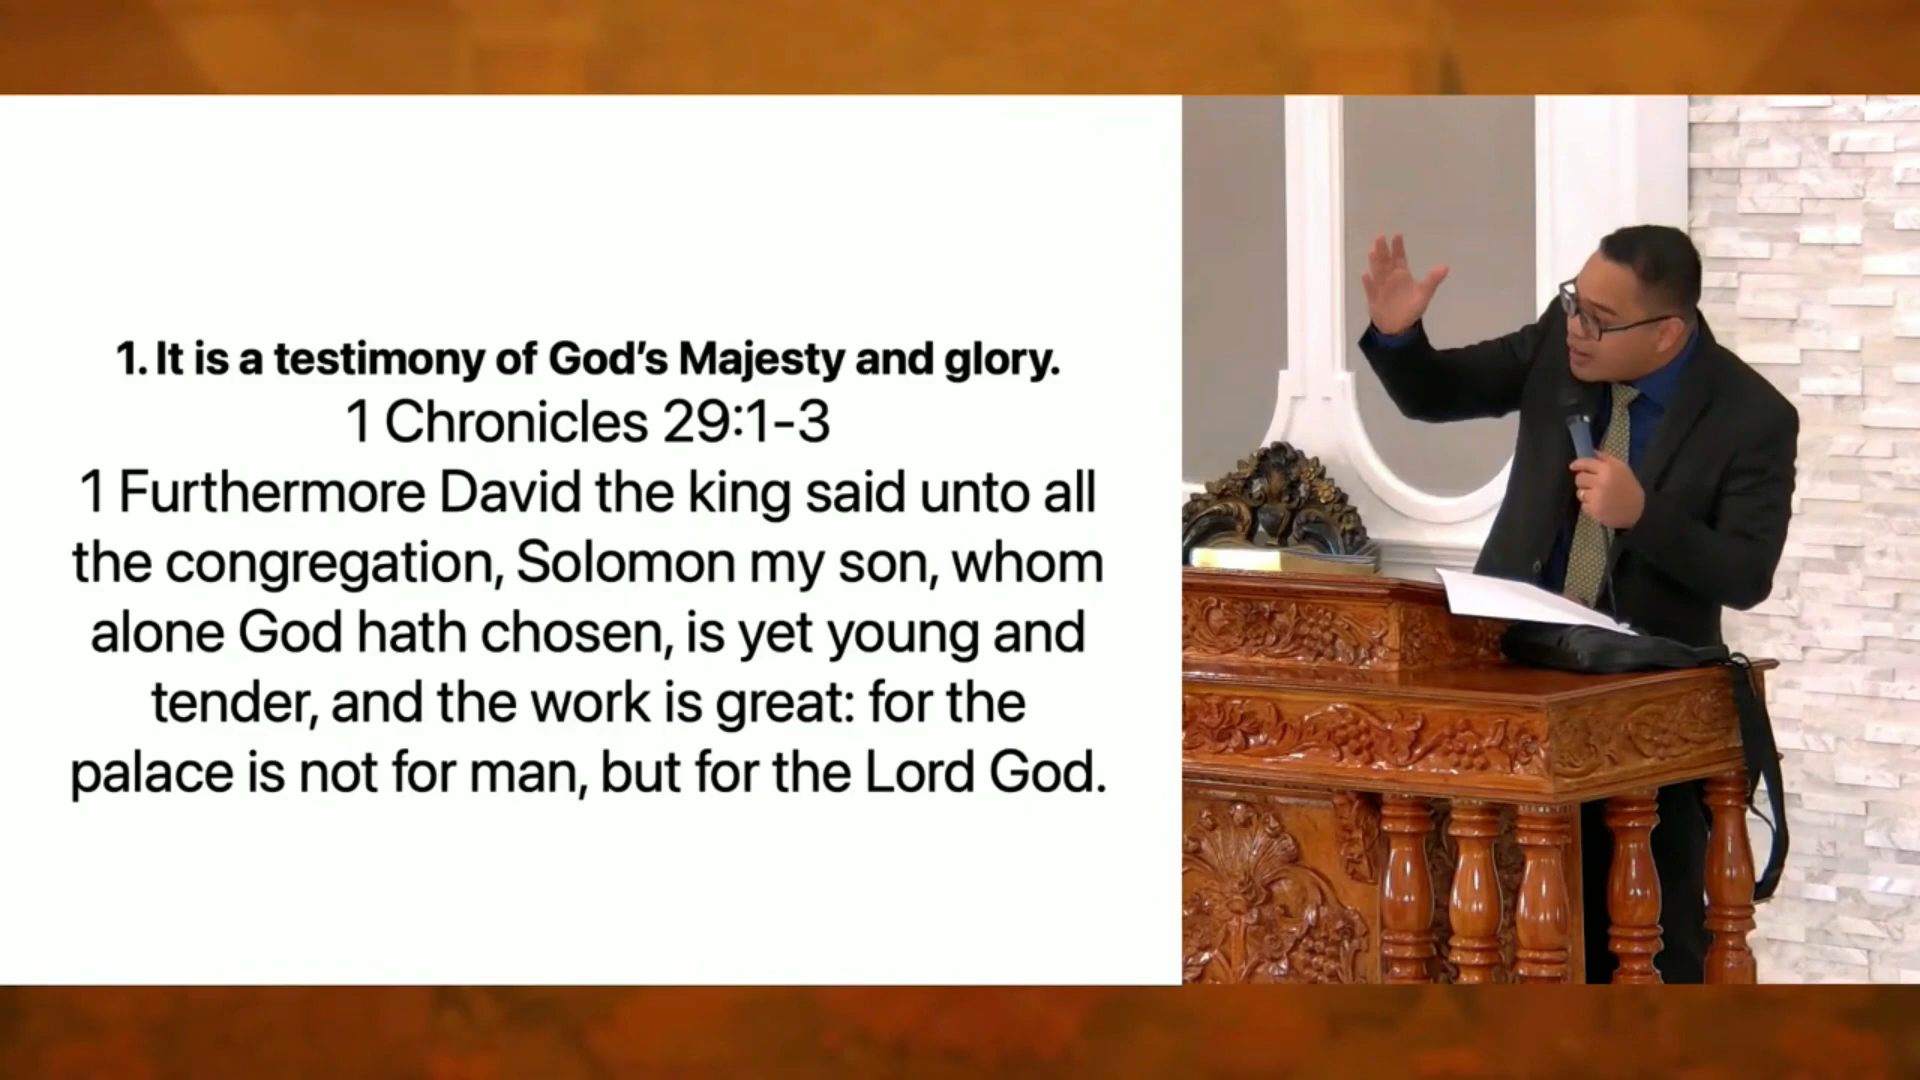 1. It is a testimony of God's Majesty and glory.
1 Chronicles 29:1-3
1 Furthermore David the king said unto all
the congregation, Solomon my son, whom
alone God hath chosen, is yet young and
tender, and the work is great: for the
palace is not for man, but for the Lord God.